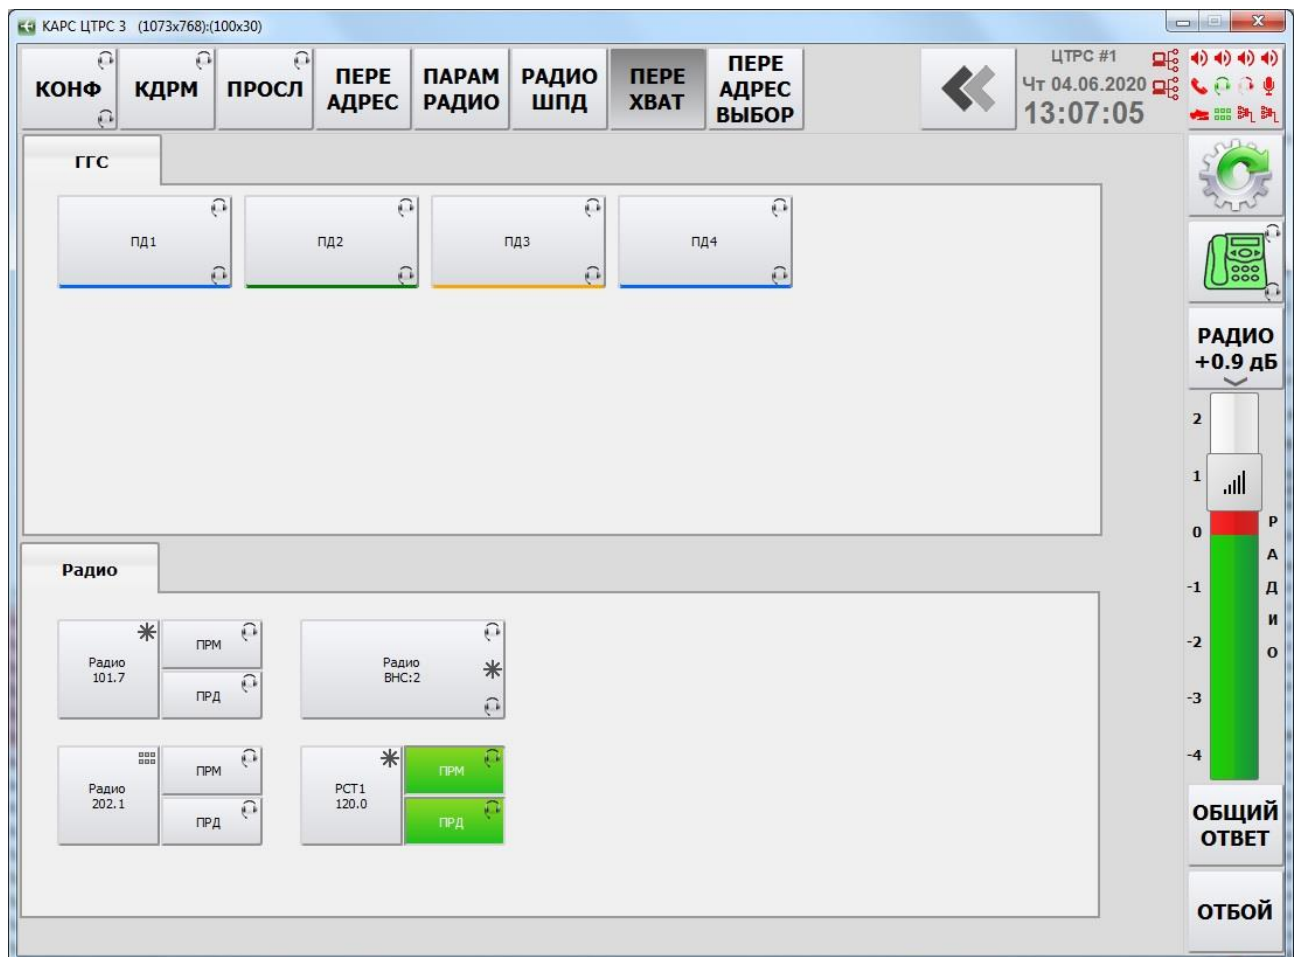 КАРС ЦТРС 3 (1073x768):(100x30)
КОНФ
КДРМ
ПРОСЛ
ПЕРЕ
АДРЕС
ПАРАМ
РАДИО
РАДИО
ШПД
ПЕРЕ
ХВАТ
ПЕРЕ
АДРЕС
ВЫБОР
ЦТРС #1
Чт 04.06.2020
13:07:05
ГГС
ПД1
ПД2
ПД3
ПД4
РАДИО
+0.9 дБ
2
1
0
-1
-2
-3
-4
Р
А
Д
И
О
Радио
Радио
101.7
ПРМ
ПРД
Радио
ВНС:2
Радио
202.1
ПРМ
ПРД
РСТ1
120.0
ПРМ
ПРД
ОБЩИЙ
ОТВЕТ
ОТБОЙ